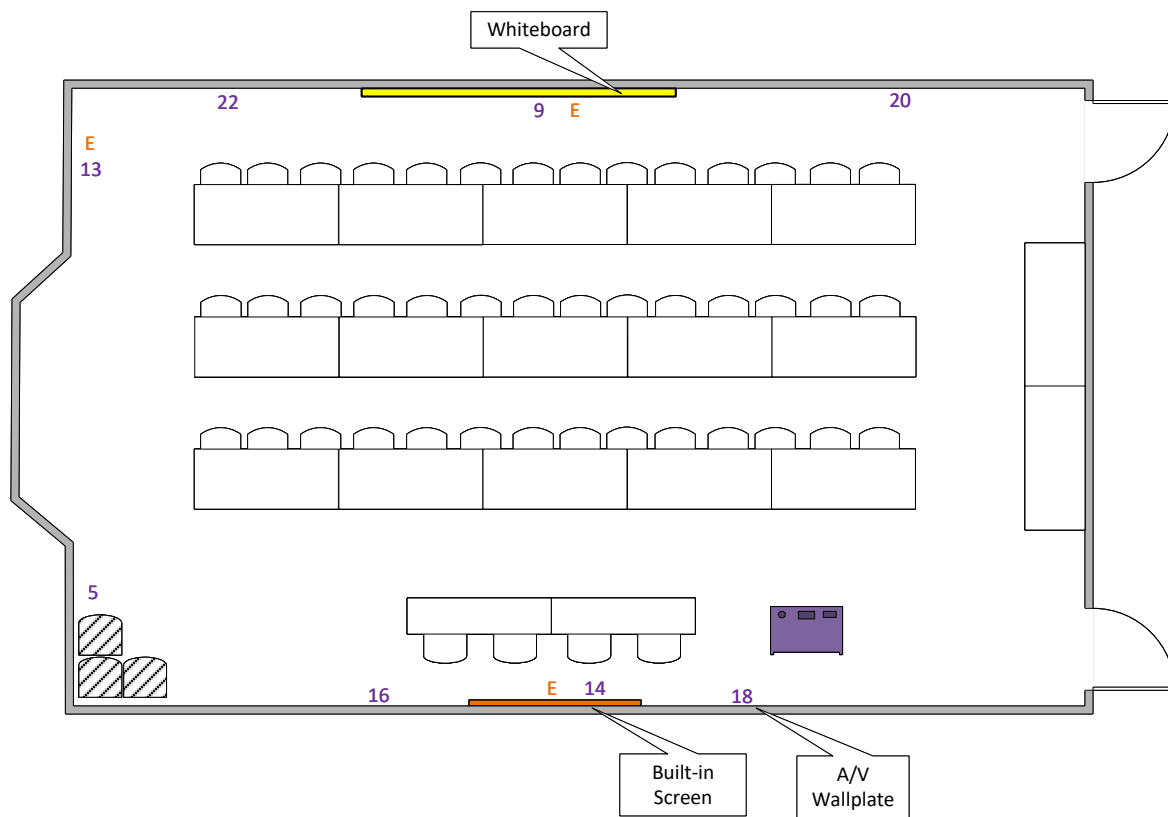 Whiteboard
22
9 E
20
E
13
5
16
E 14
18
Built-in
Screen
A/V
Wallplate